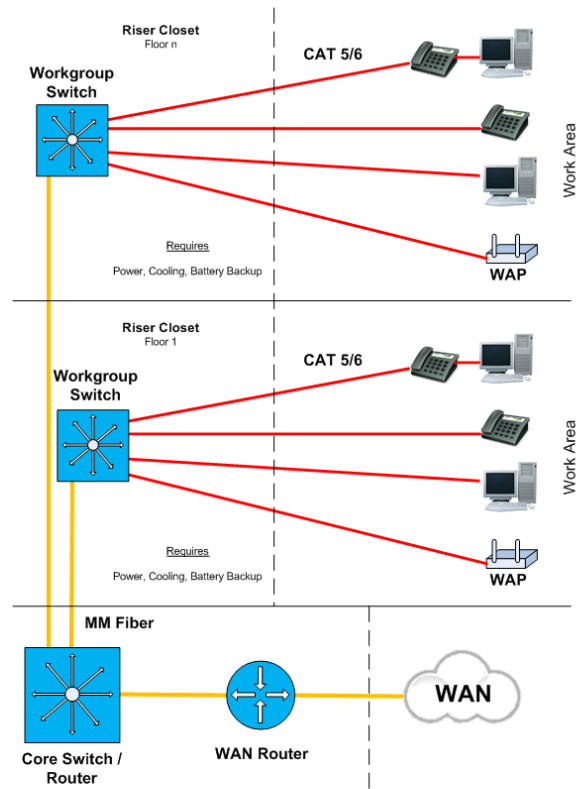 Riser Closet
Floor n
CAT 5/6
Workgroup
Switch
Work Area
Requires
Power, Cooling, Battery Backup
WAP
Riser Closet
Floor 1
CAT 5/6
Workgroup
Switch
Work Area
Requires
Power, Cooling, Battery Backup
WAP
MM Fiber
WAN
Core Switch /
Router
WAN Router